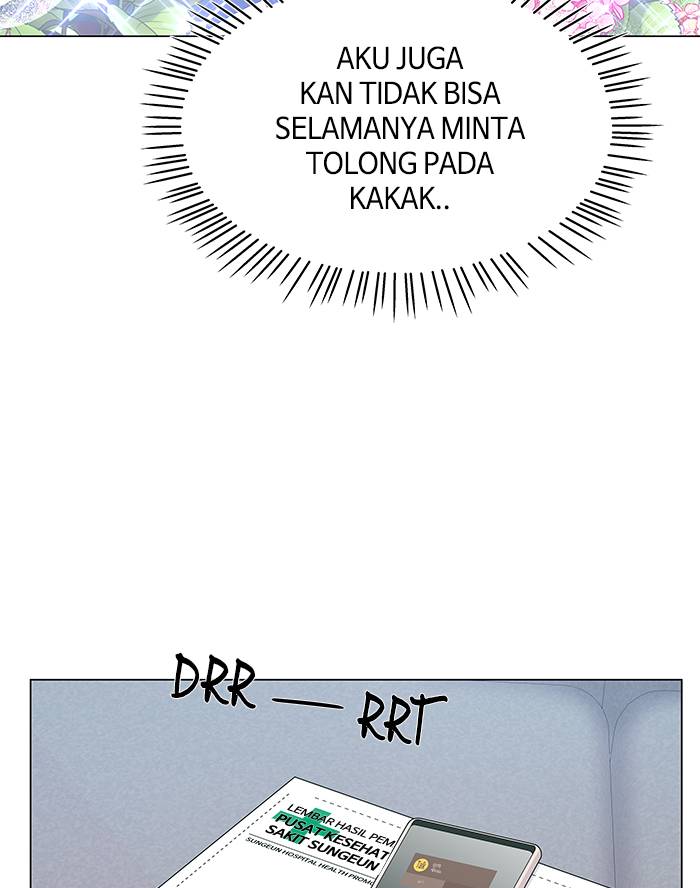 AKU JUGA
KAN TIDAK BISA
SELAMANYA MINTA
TOLONG PADA
KAKAK..
DRR — RRT
LEMBAR HASIL PEM
PUSAT KESEHAT
SAKIT SUNGEUN
SUNGEUN HOSPITAL HEALTH PROMO